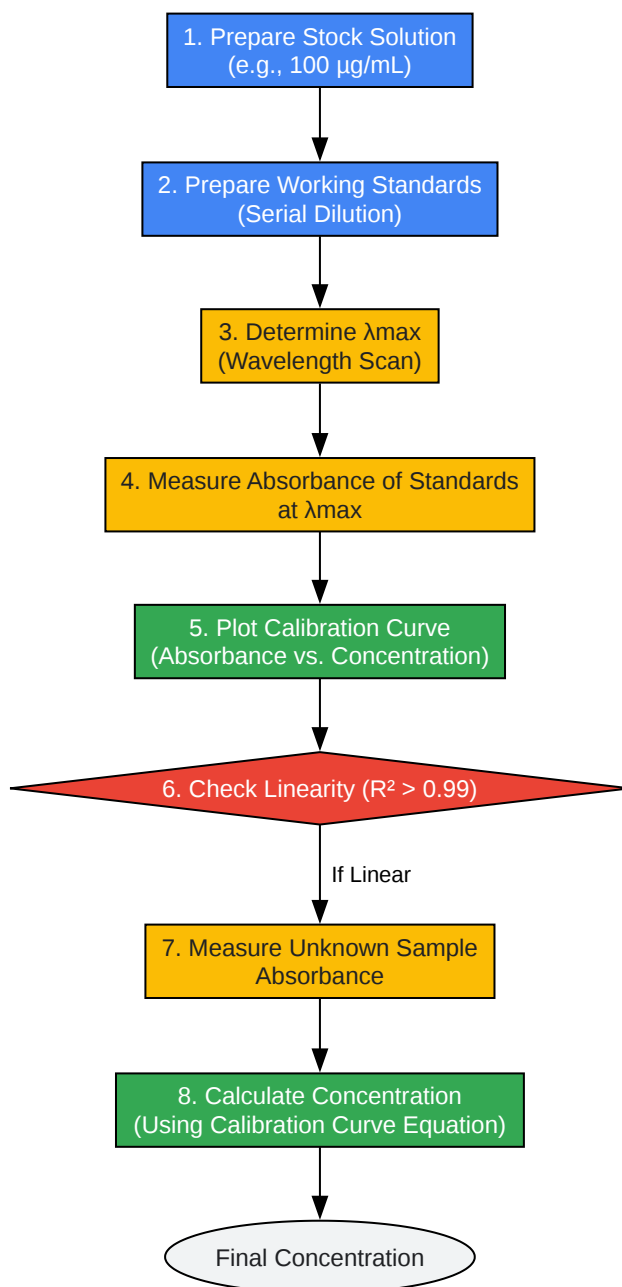 1. Prepare Stock Solution
(e.g., 100 µg/mL)
2. Prepare Working Standards
(Serial Dilution)
3. Determine λmax
(Wavelength Scan)
4. Measure Absorbance of Standards
at λmax
5. Plot Calibration Curve
(Absorbance vs. Concentration)
6. Check Linearity (R² > 0.99)
If Linear
7. Measure Unknown Sample
Absorbance
8. Calculate Concentration
(Using Calibration Curve Equation)
Final Concentration